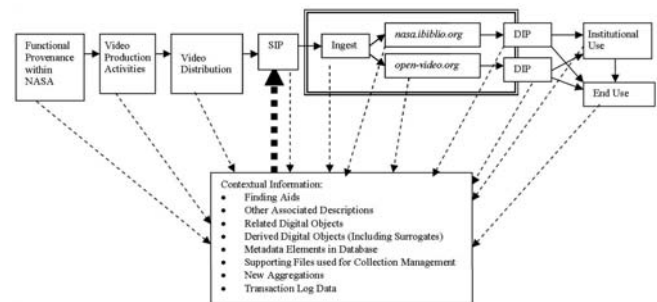 Functional
Provenance
within
NASA
Video
Production
Activities
Video
Distribution
SIP
Ingest
nasa.ibiblio.org
open-video.org
DIP
DIP
Institutional
Use
End Use
Contextual Information:
• Finding Aids
• Other Associated Descriptions
• Related Digital Objects
• Derived Digital Objects (Including Surrogates)
• Metadata Elements in Database
• Supporting Files used for Collection Management
• New Aggregations
• Transaction Log Data